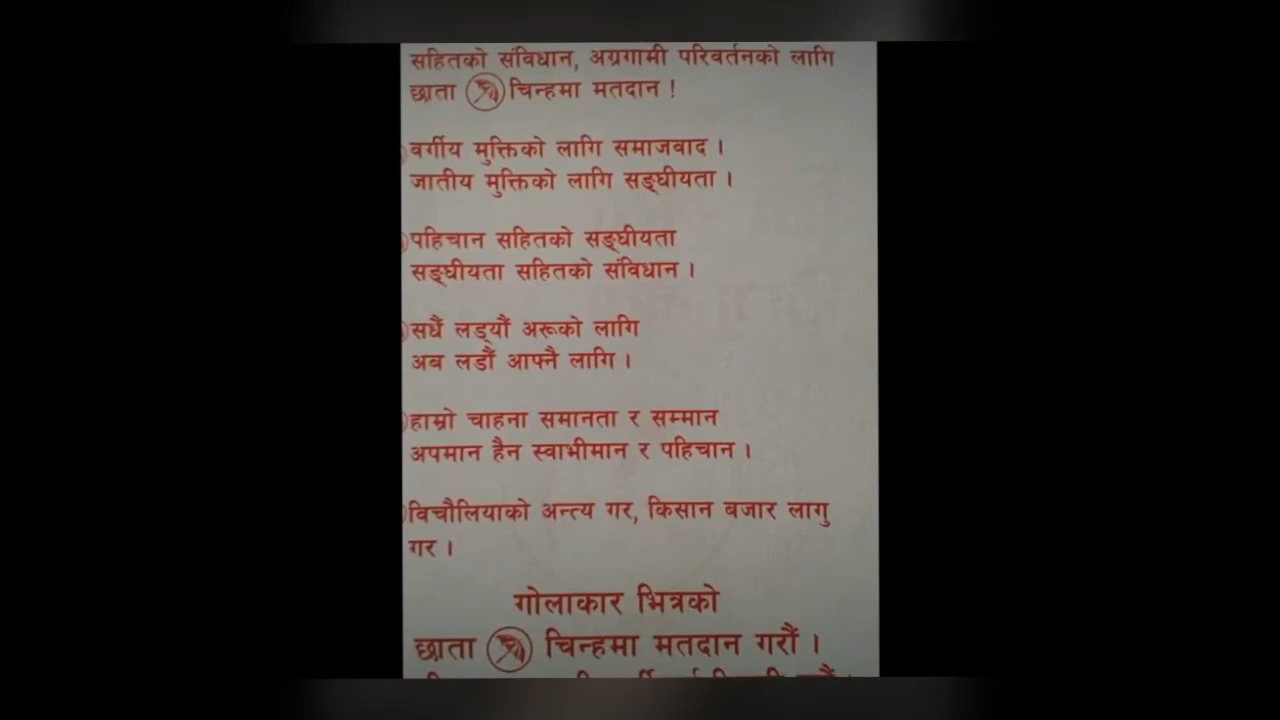 सहितको संविधान, अग्रगामी परिवर्तनको लागि
छाता चिन्हमा मतदान !
वर्गीय मुक्तिको लागि समाजवाद ।
जातीय मुक्तिको लागि सङ्घीयता ।
पहिचान सहितको सङ्घीयता
सङ्घीयता सहितको संविधान ।
सधैं लड्यौं अरूको लागि
अब लडौं आफ्नै लागि ।
हाम्रो चाहना समानता र सम्मान
अपमान हैन स्वाभीमान र पहिचान ।
विचौलियाको अन्त्य गर, किसान बजार लागु
गर ।
गोलाकार भित्रको
छाता चिन्हमा मतदान गरौं ।